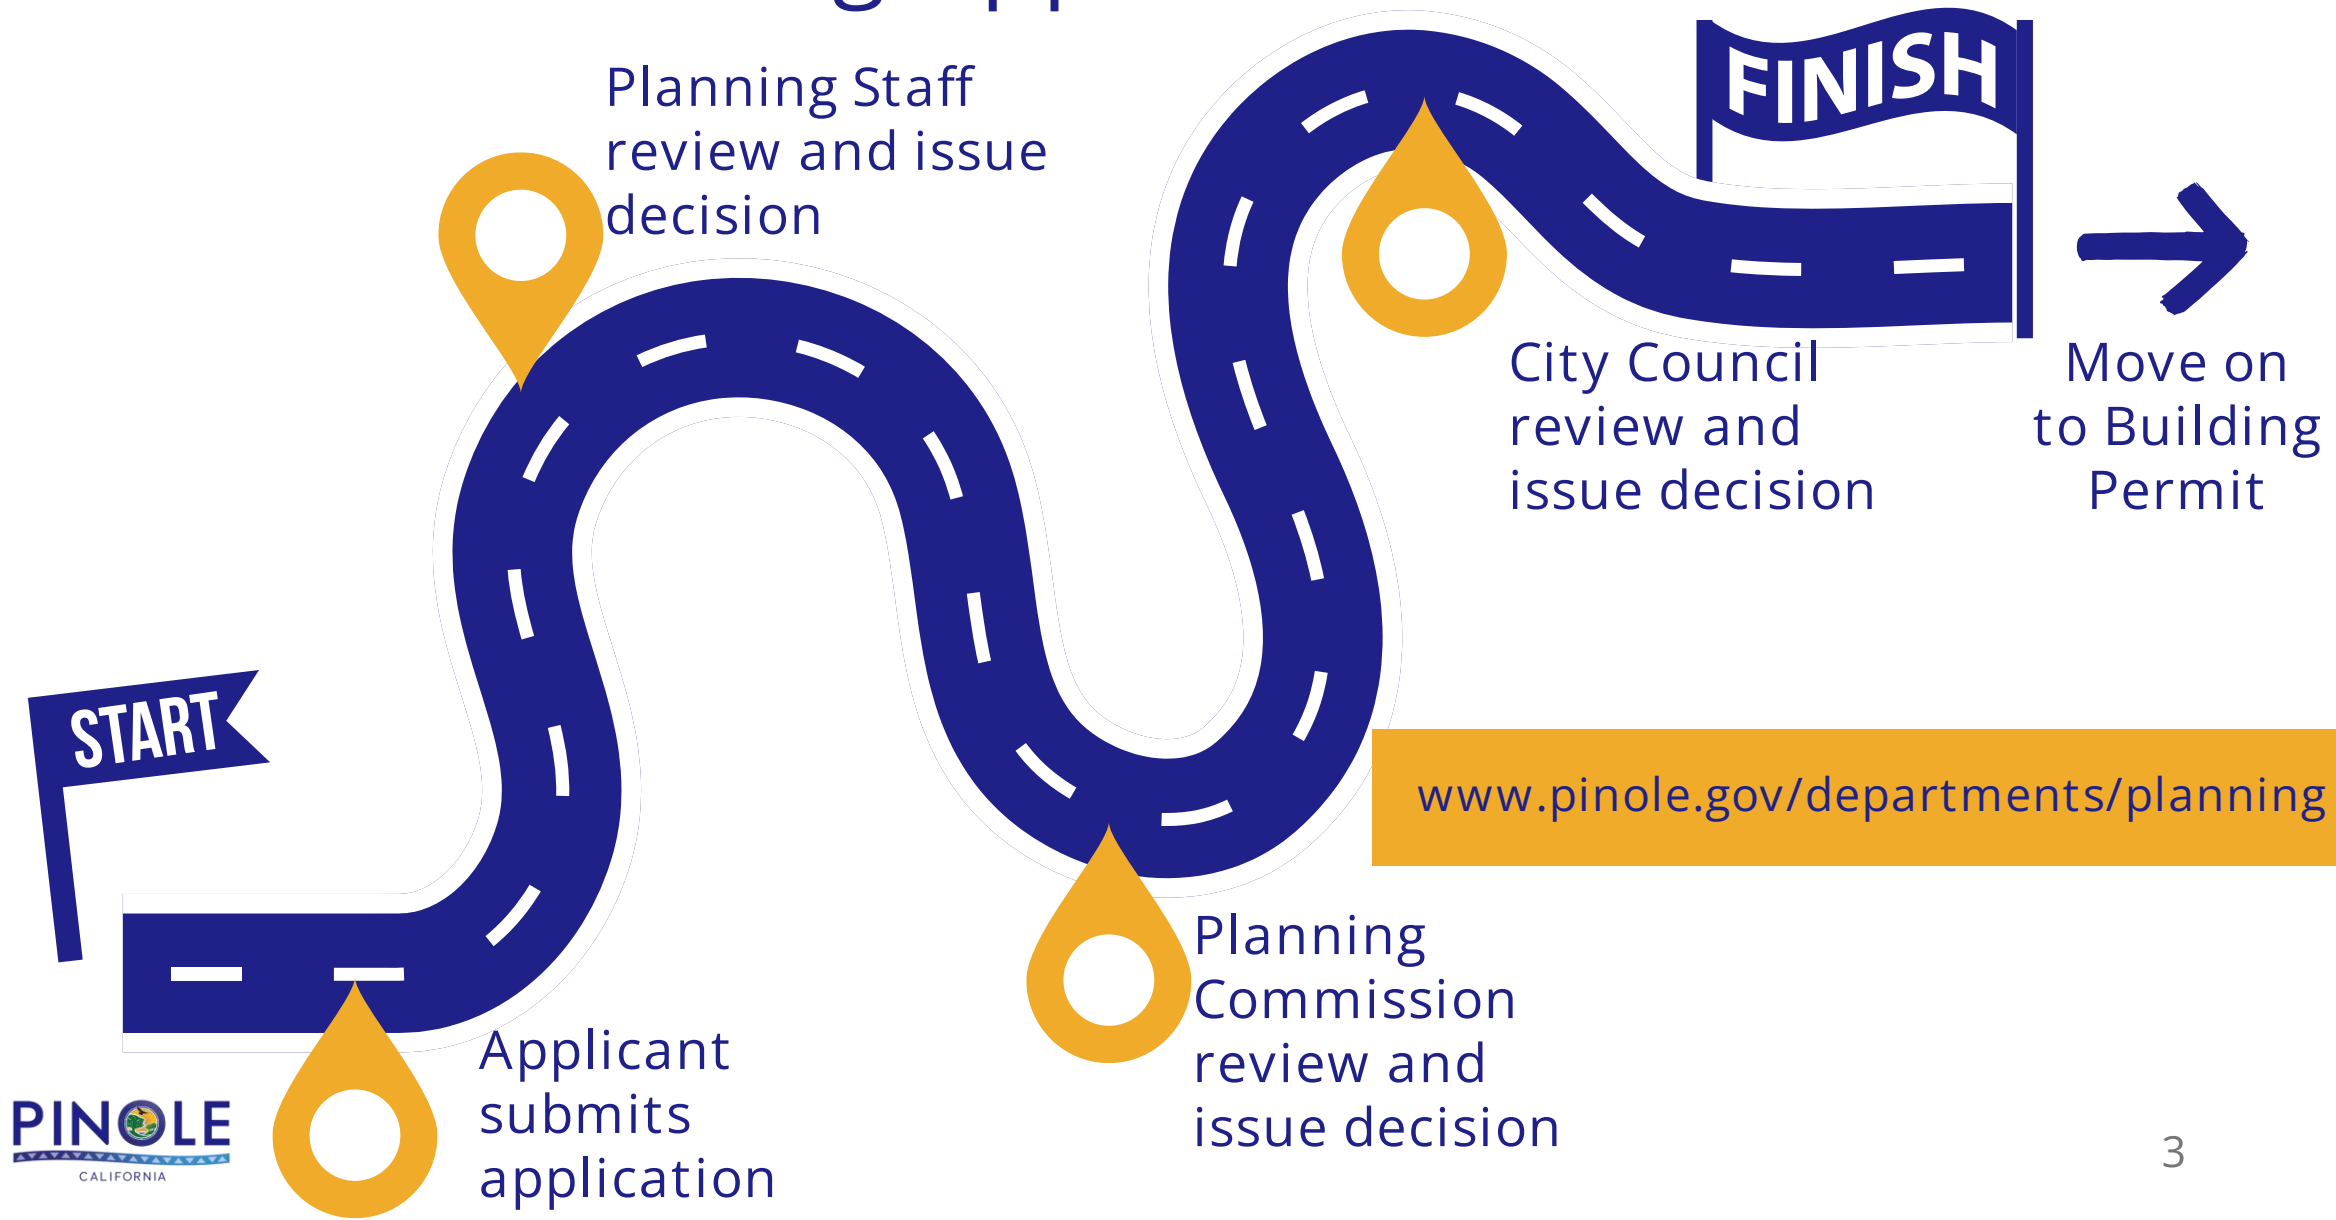 FINISH
Planning Staff
review and issue
decision
City Council
review and
issue decision
Move on
to Building
Permit
START
www.pinole.gov/departments/planning
Planning
Commission
review and
issue decision
Applicant
submits
application
PINOLE
CALIFORNIA
3